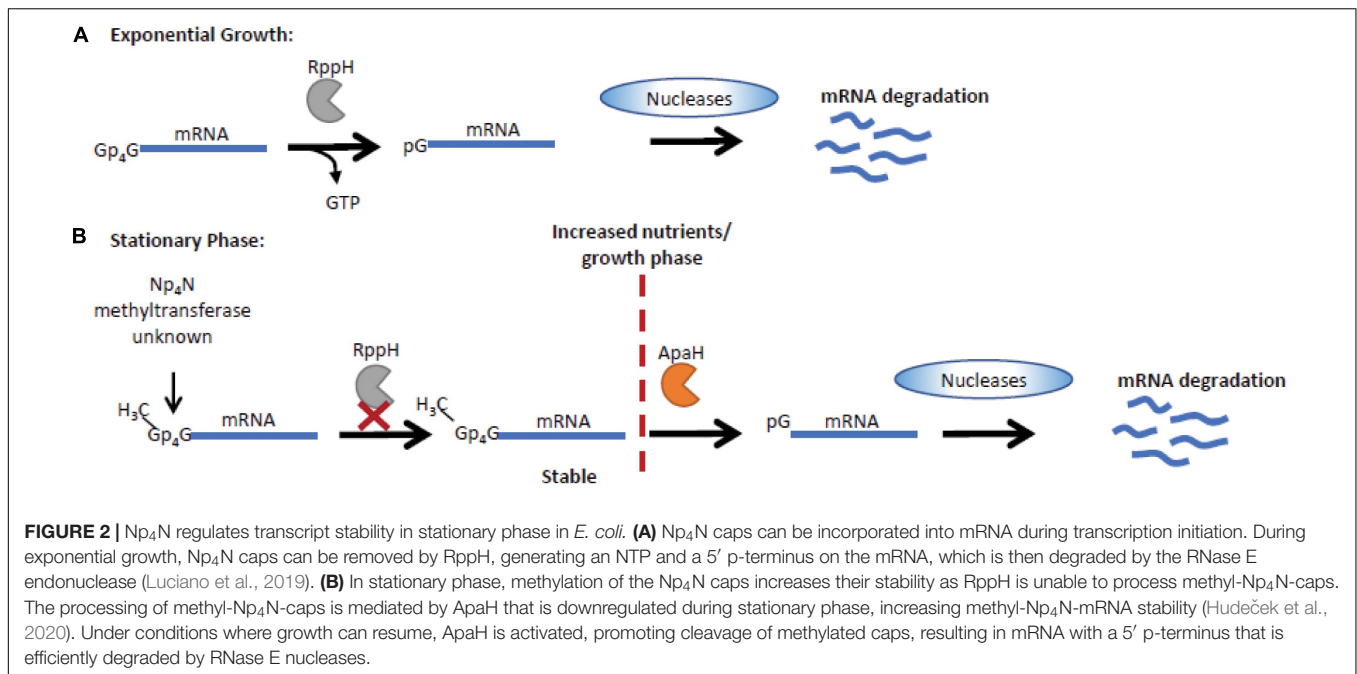 A Exponential Growth:
RppH
Nucleases
mRNA degradation
Gp₄G mRNA
pG mRNA
GTP
B Stationary Phase:
Increased nutrients/
growth phase
Np₄N
methyltransferase
unknown
RppH
ApaH
Nucleases
mRNA degradation
H₃C
Gp₄G mRNA
H₃C
Gp₄G mRNA
pG mRNA
Stable
FIGURE 2 | Np₄N regulates transcript stability in stationary phase in E. coli. (A) Np₄N caps can be incorporated into mRNA during transcription initiation. During
exponential growth, Np₄N caps can be removed by RppH, generating an NTP and a 5′ p-terminus on the mRNA, which is then degraded by the RNase E
endonuclease (Luciano et al., 2019). (B) In stationary phase, methylation of the Np₄N caps increases their stability as RppH is unable to process methyl-Np₄N-caps.
The processing of methyl-Np₄N-caps is mediated by ApaH that is downregulated during stationary phase, increasing methyl-Np₄N-mRNA stability (Hudeček et al.,
2020). Under conditions where growth can resume, ApaH is activated, promoting cleavage of methylated caps, resulting in mRNA with a 5′ p-terminus that is
efficiently degraded by RNase E nucleases.